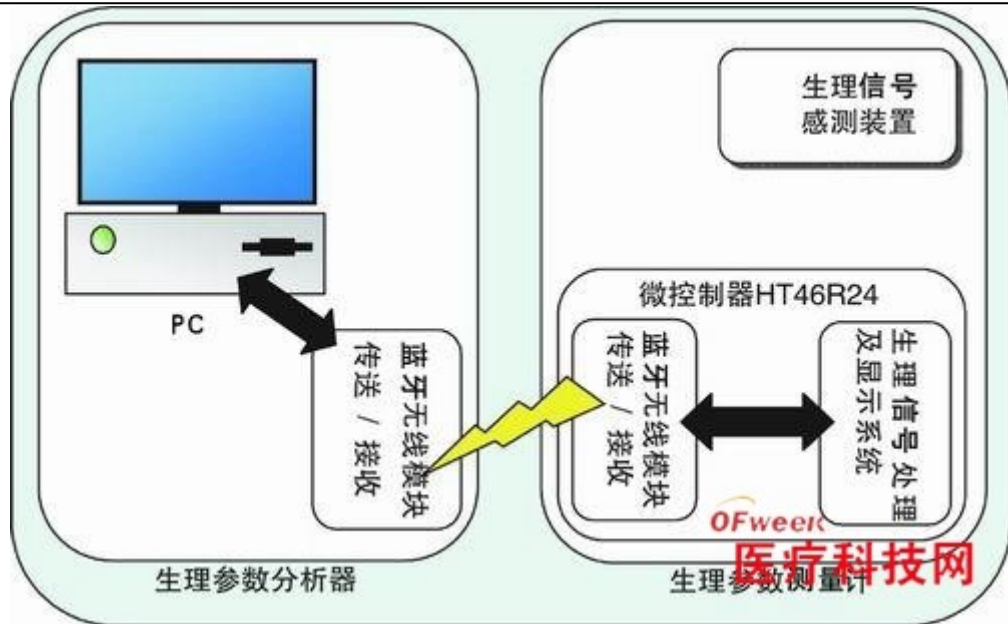 生理信号
感测装置
微控制器HT46R24
PC
蓝牙无线模块
传送 / 接收
蓝牙无线模块
传送 / 接收
生理信号处理
及显示系统
OFweek
医疗科技网
生理参数分析器
生理参数测量计